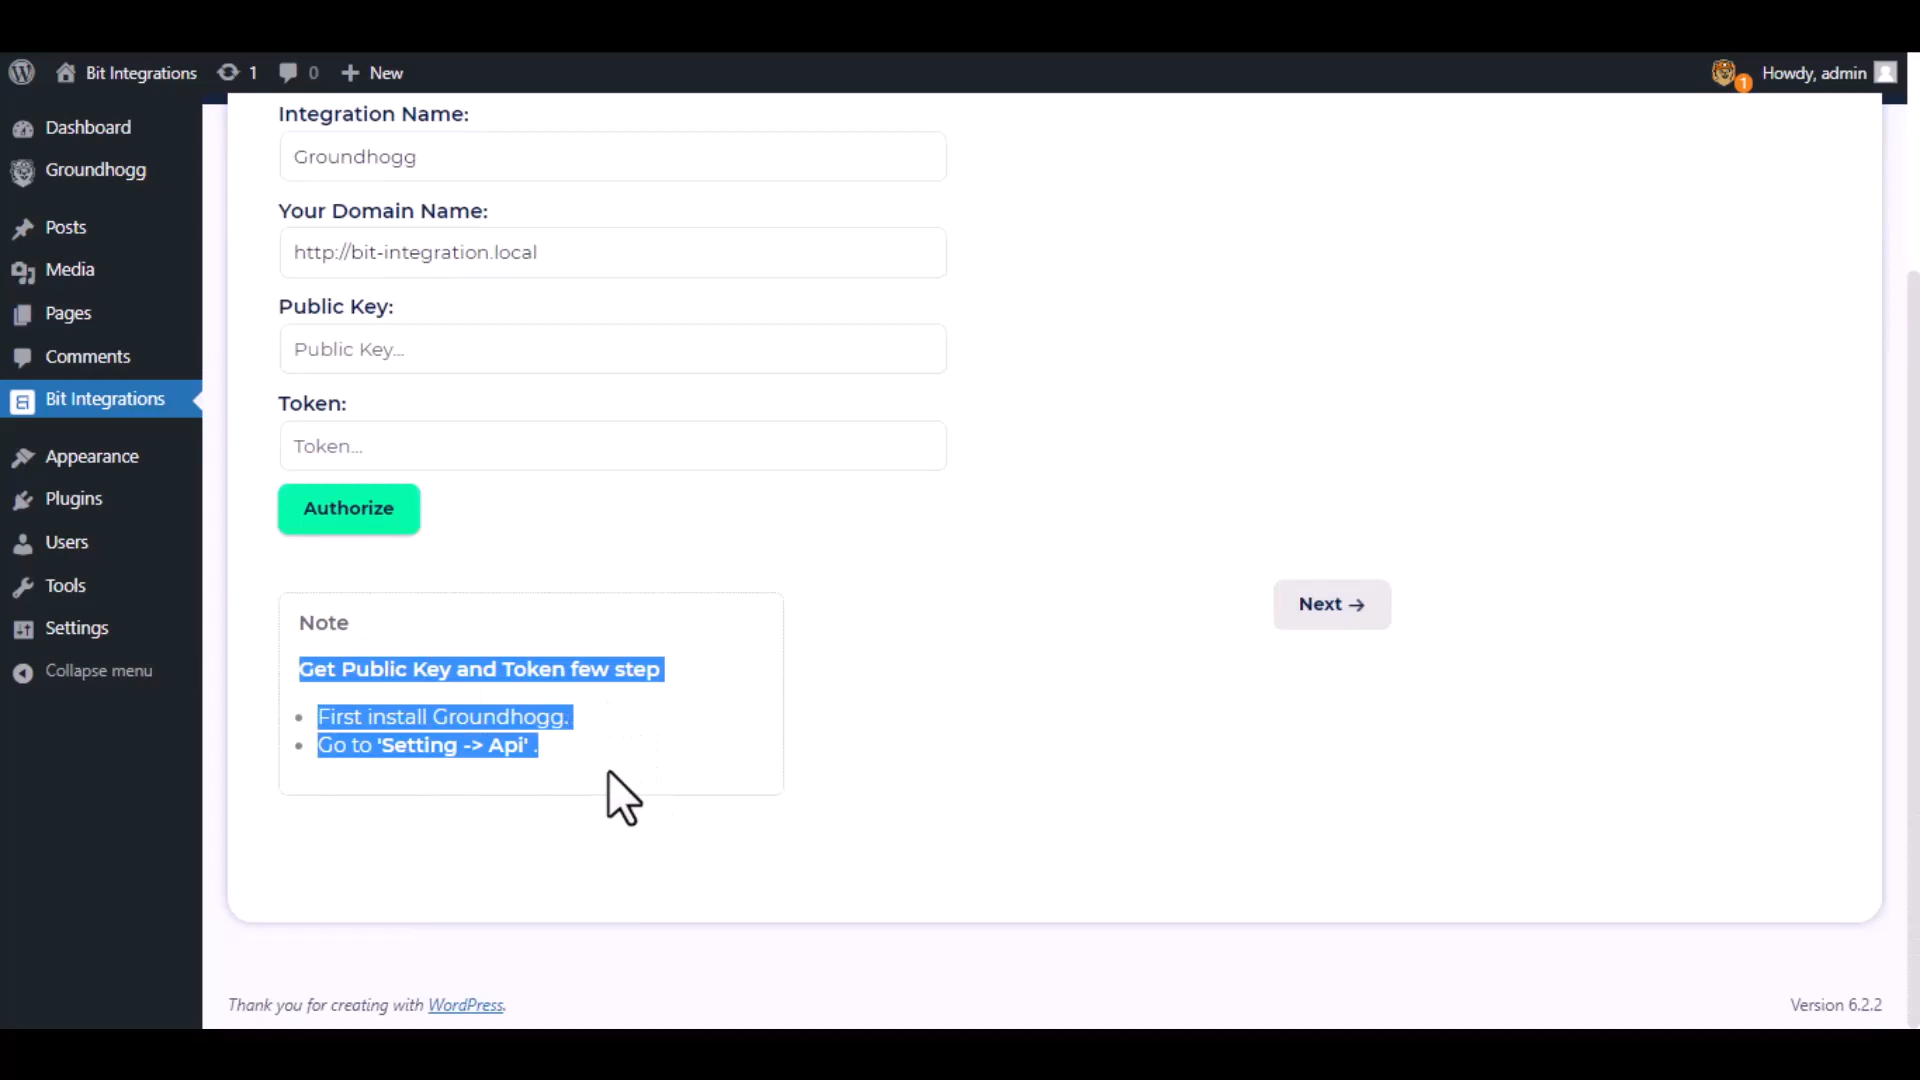 Bit Integrations 1 0 New 1 Howdy, admin
Dashboard
Groundhogg
Posts
Media
Pages
Comments
Bit Integrations
Appearance
Plugins
Users
Tools
Settings
Collapse menu
Integration Name:
Groundhogg
Your Domain Name:
http://bit-integration.local
Public Key:
Public Key...
Token:
Token...
Authorize
Next →
Note
Get Public Key and Token few step
• First install Groundhogg.
• Go to 'Setting -> Api' .
Thank you for creating with WordPress.
Version 6.2.2